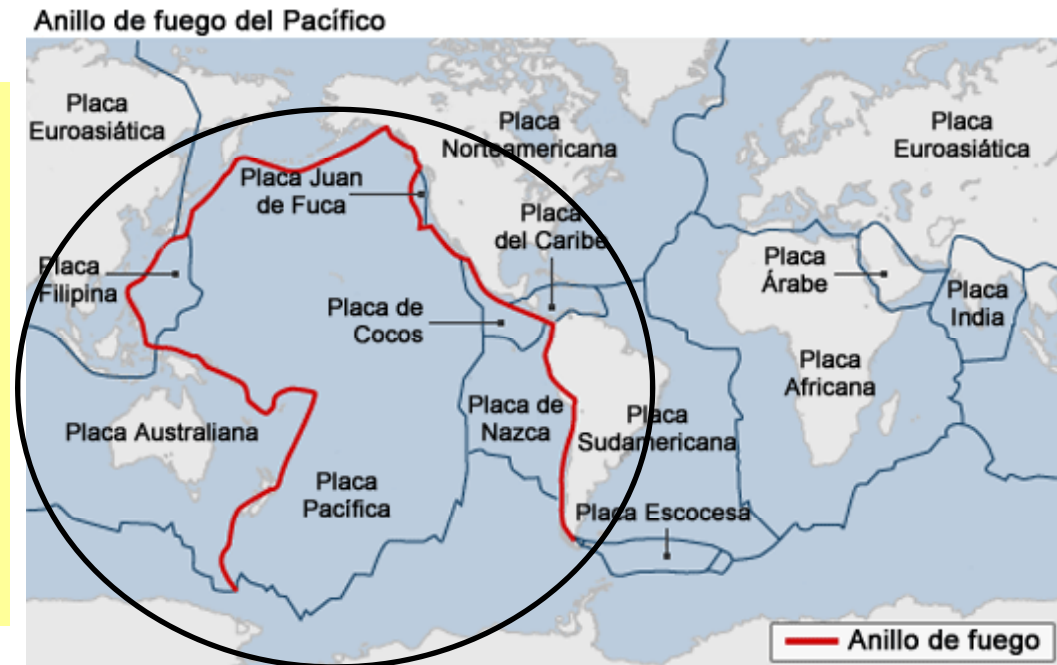 Anillo de fuego del Pacífico
Placa
Euroasiática
Placa
Norteamericana
Placa
Euroasiática
Placa Juan
de Fuca
Placa
del Caribe
Placa
Filipina
Placa
Árabe
Placa
India
Placa de
Cocos
Placa
Africana
Placa Australiana
Placa de
Nazca
Placa
Sudamericana
Placa
Pacífica
Placa Escocesa
Anillo de fuego